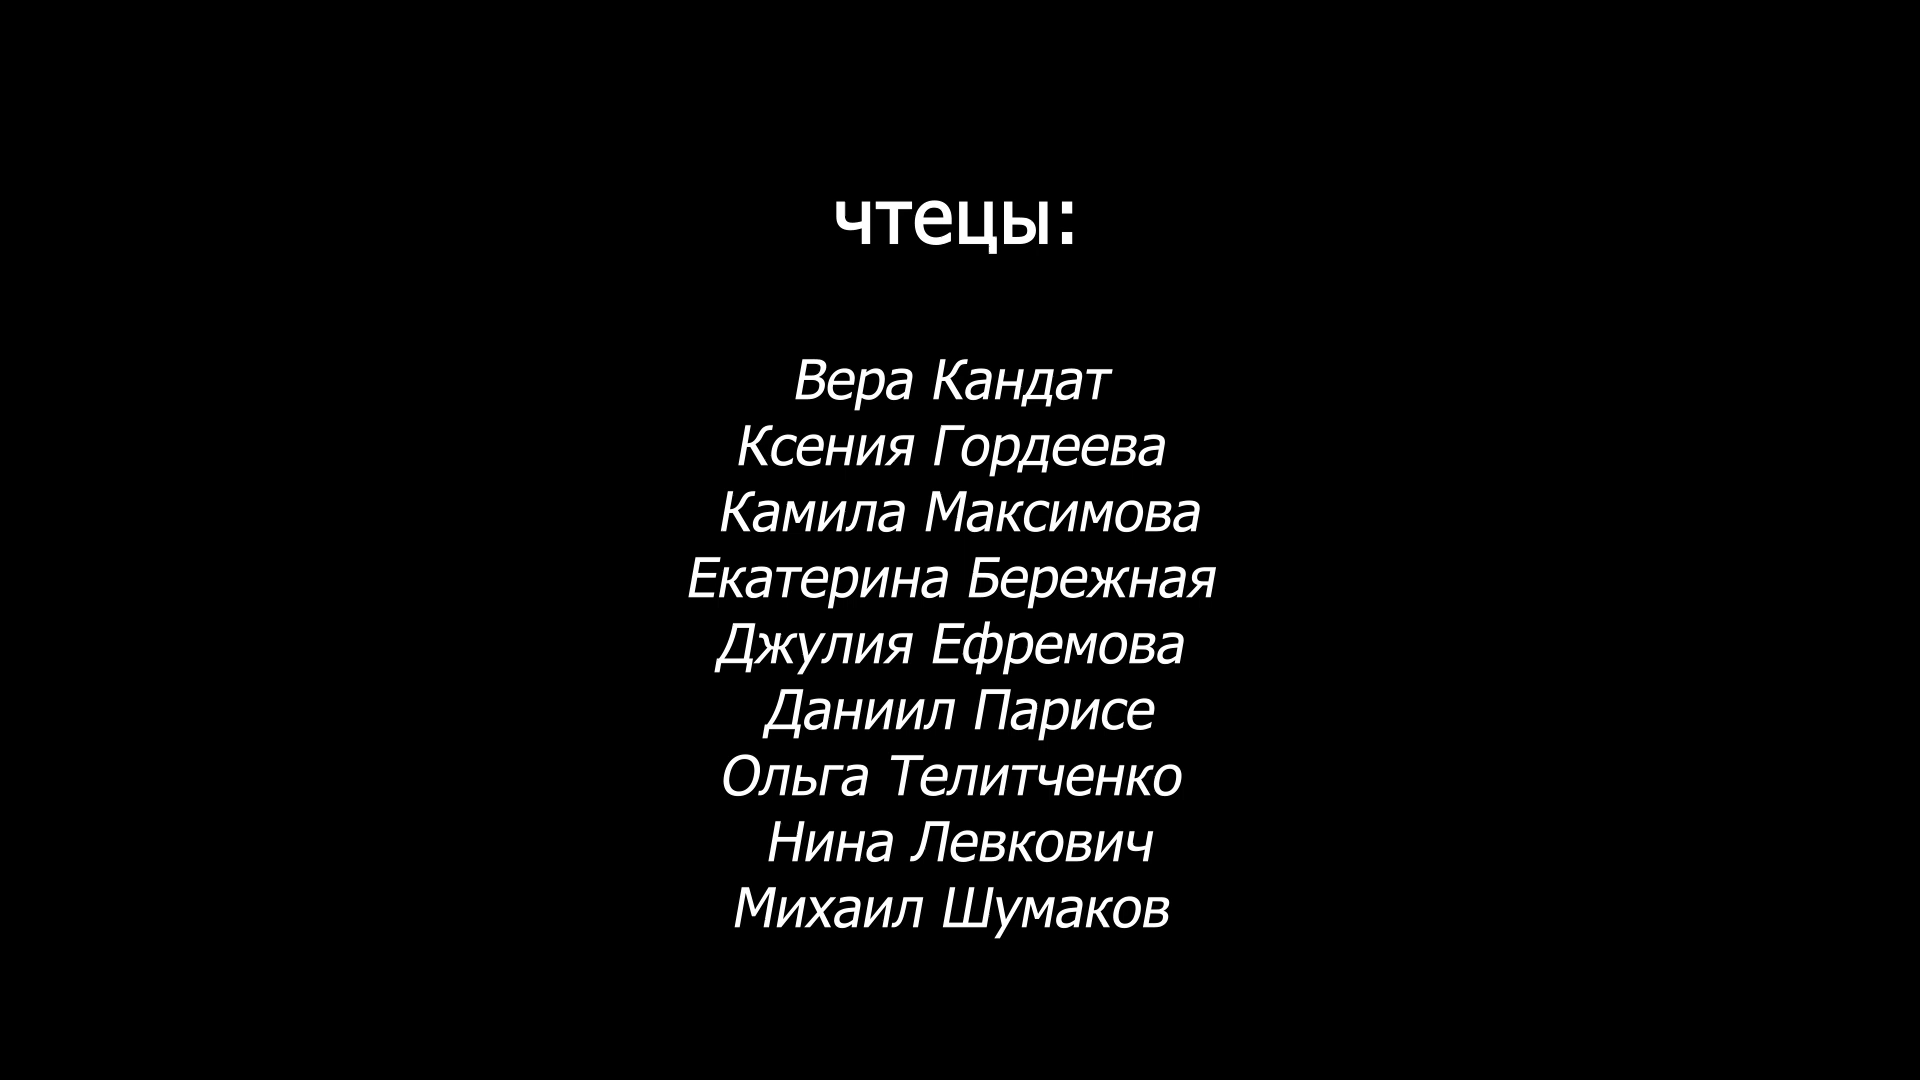 чтецы:
Вера Кандат
Ксения Гордеева
Камила Максимова
Екатерина Бережная
Джулия Ефремова
Даниил Парисе
Ольга Телитченко
Нина Левкович
Михаил Шумаков